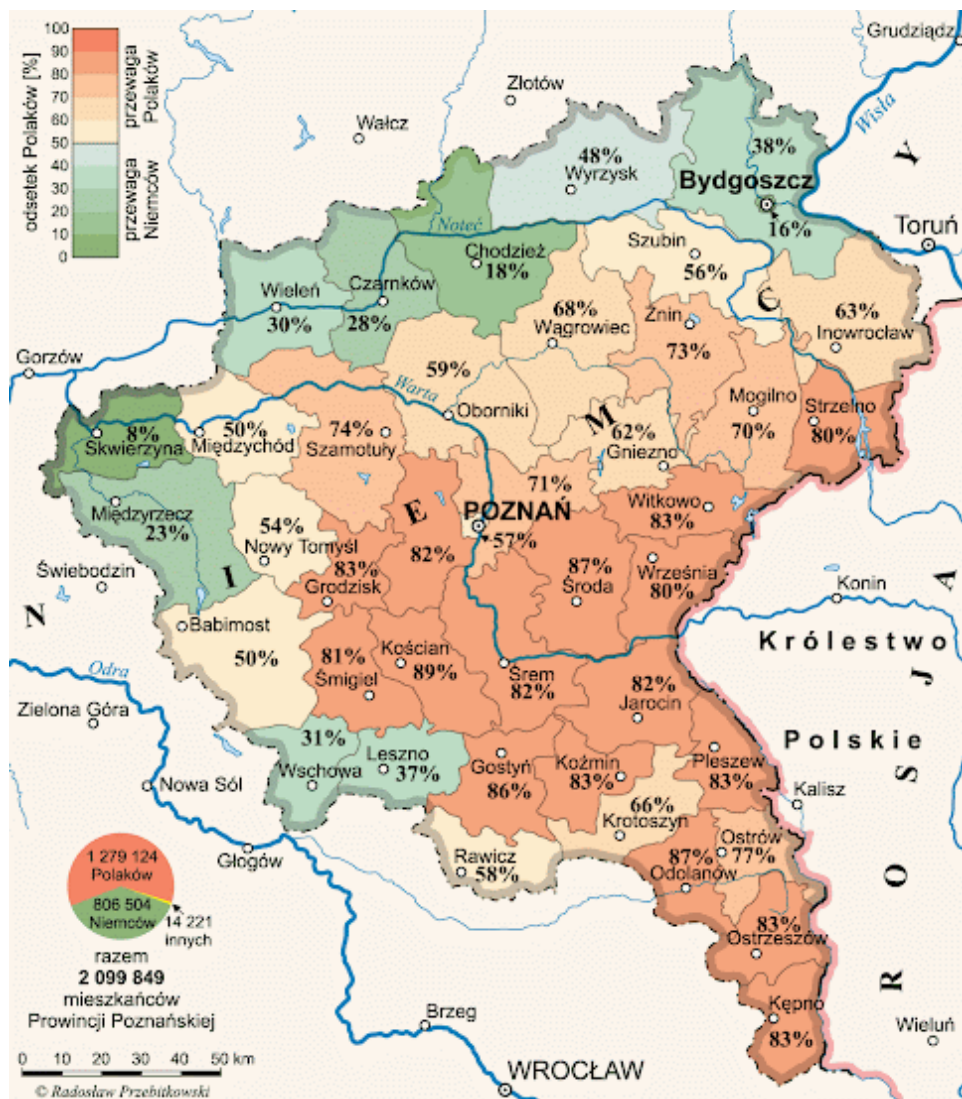 100
90
80
70
60
50
40
30
20
10
0
odsetek Polaków [%]
przewaga
Polaków
przewaga
Niemców
Grudziądz
Złotów
Wałcz
Wisła
48%
Wyrzysk
38%
Bydgoszcz
16%
Y
Toruń
Noteć
Chodzież
18%
Szubin
56%
C
Wieleń
30%
Czarnków
28%
68%
Wągrowiec
Żnin
73%
63%
Inowrocław
Gorzów
59%
Warta
Oborniki
M
Mogilno
70%
Strzelno
80%
8%
Skwierzyna
50%
Międzychód
74%
Szamotury
62%
Gniezno
71%
POZNAŃ
57%
E
Witkowo
83%
Międzyrzecz
23%
54%
Nowy Tomyśl
I
83%
Grodzisk
82%
87%
Środa
Września
80%
Świebodzin
N
Konin
A
Babimost
50%
Królestwo
Polskie
Odra
81%
Śmigiel
Kościan
89%
Śrem
82%
82%
Jarocin
J
Zielona Góra
31%
Wschowa
Leszno
37%
Gostyń
86%
Koźmin
83%
Pleszew
83%
S
Nowa Sól
Kalisz
66%
Krotoszyn
Głogów
Rawicz
58%
87%
Odolanów
Ostrów
77%
O
1 279 124
Polaków
806 504
Niemców
14 221
innych
83%
Ostrzeszów
razem
2 099 849
mieszkańców
Prowincji Poznańskiej
R
Brzeg
Kępno
83%
Wieluń
0 10 20 30 40 50 km
WROCŁAW
© Radosław Przebitkowski